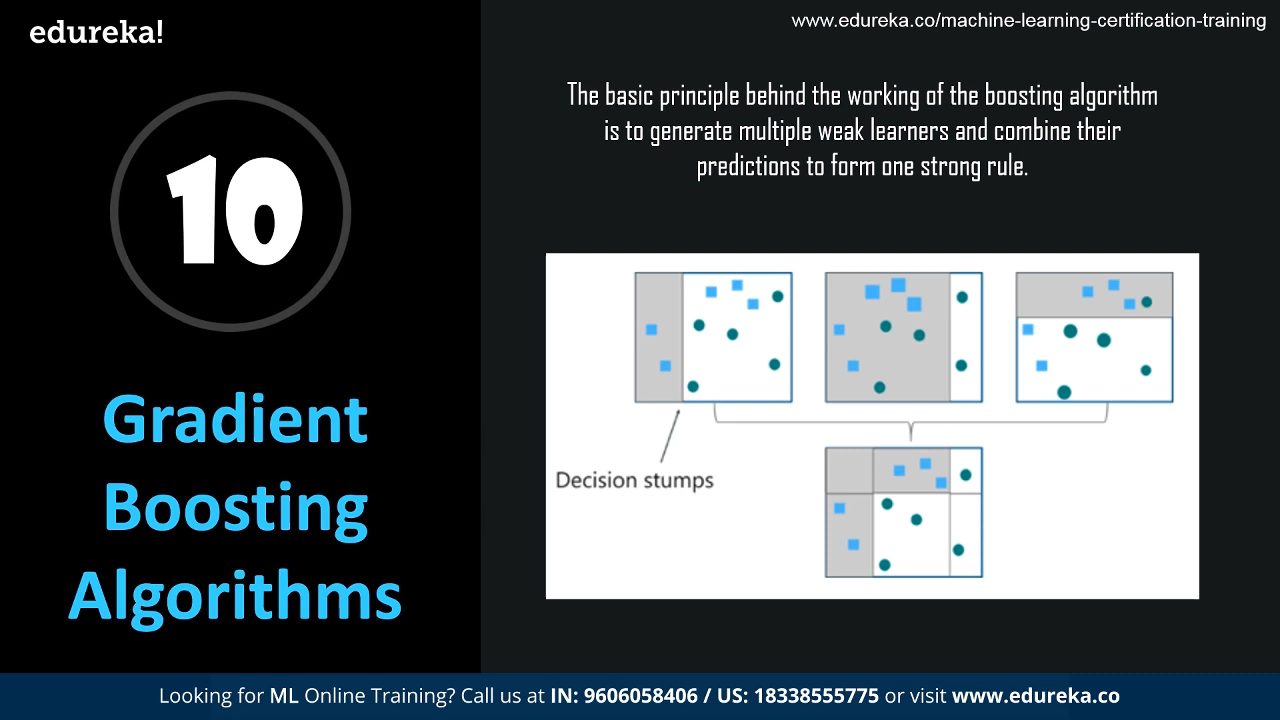 edureka!
www.edureka.co/machine-learning-certification-training
10
Gradient
Boosting
Algorithms
The basic principle behind the working of the boosting algorithm
is to generate multiple weak learners and combine their
predictions to form one strong rule.
Decision stumps
Looking for ML Online Training? Call us at IN: 9606058406 / US: 18338555775 or visit www.edureka.co